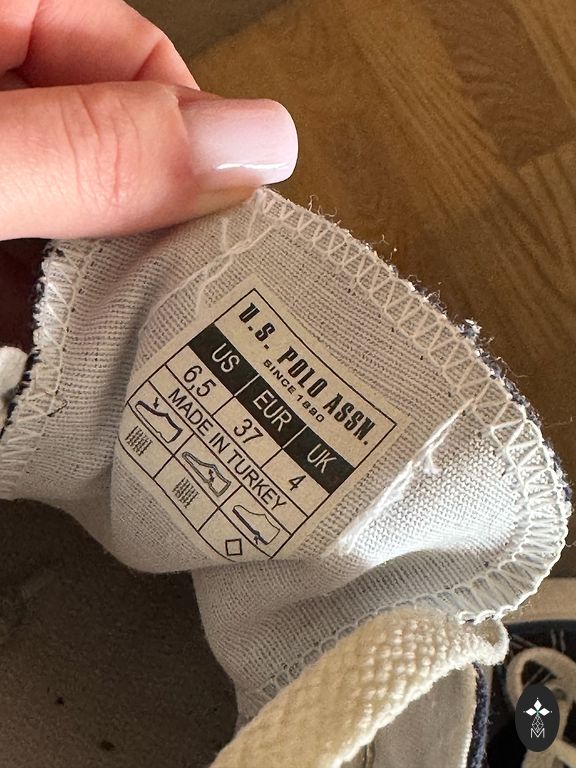 U.S. POLO ASSN.
SINCE 1890
US EUR UK
6.5 37 4
MADE IN TURKEY
M